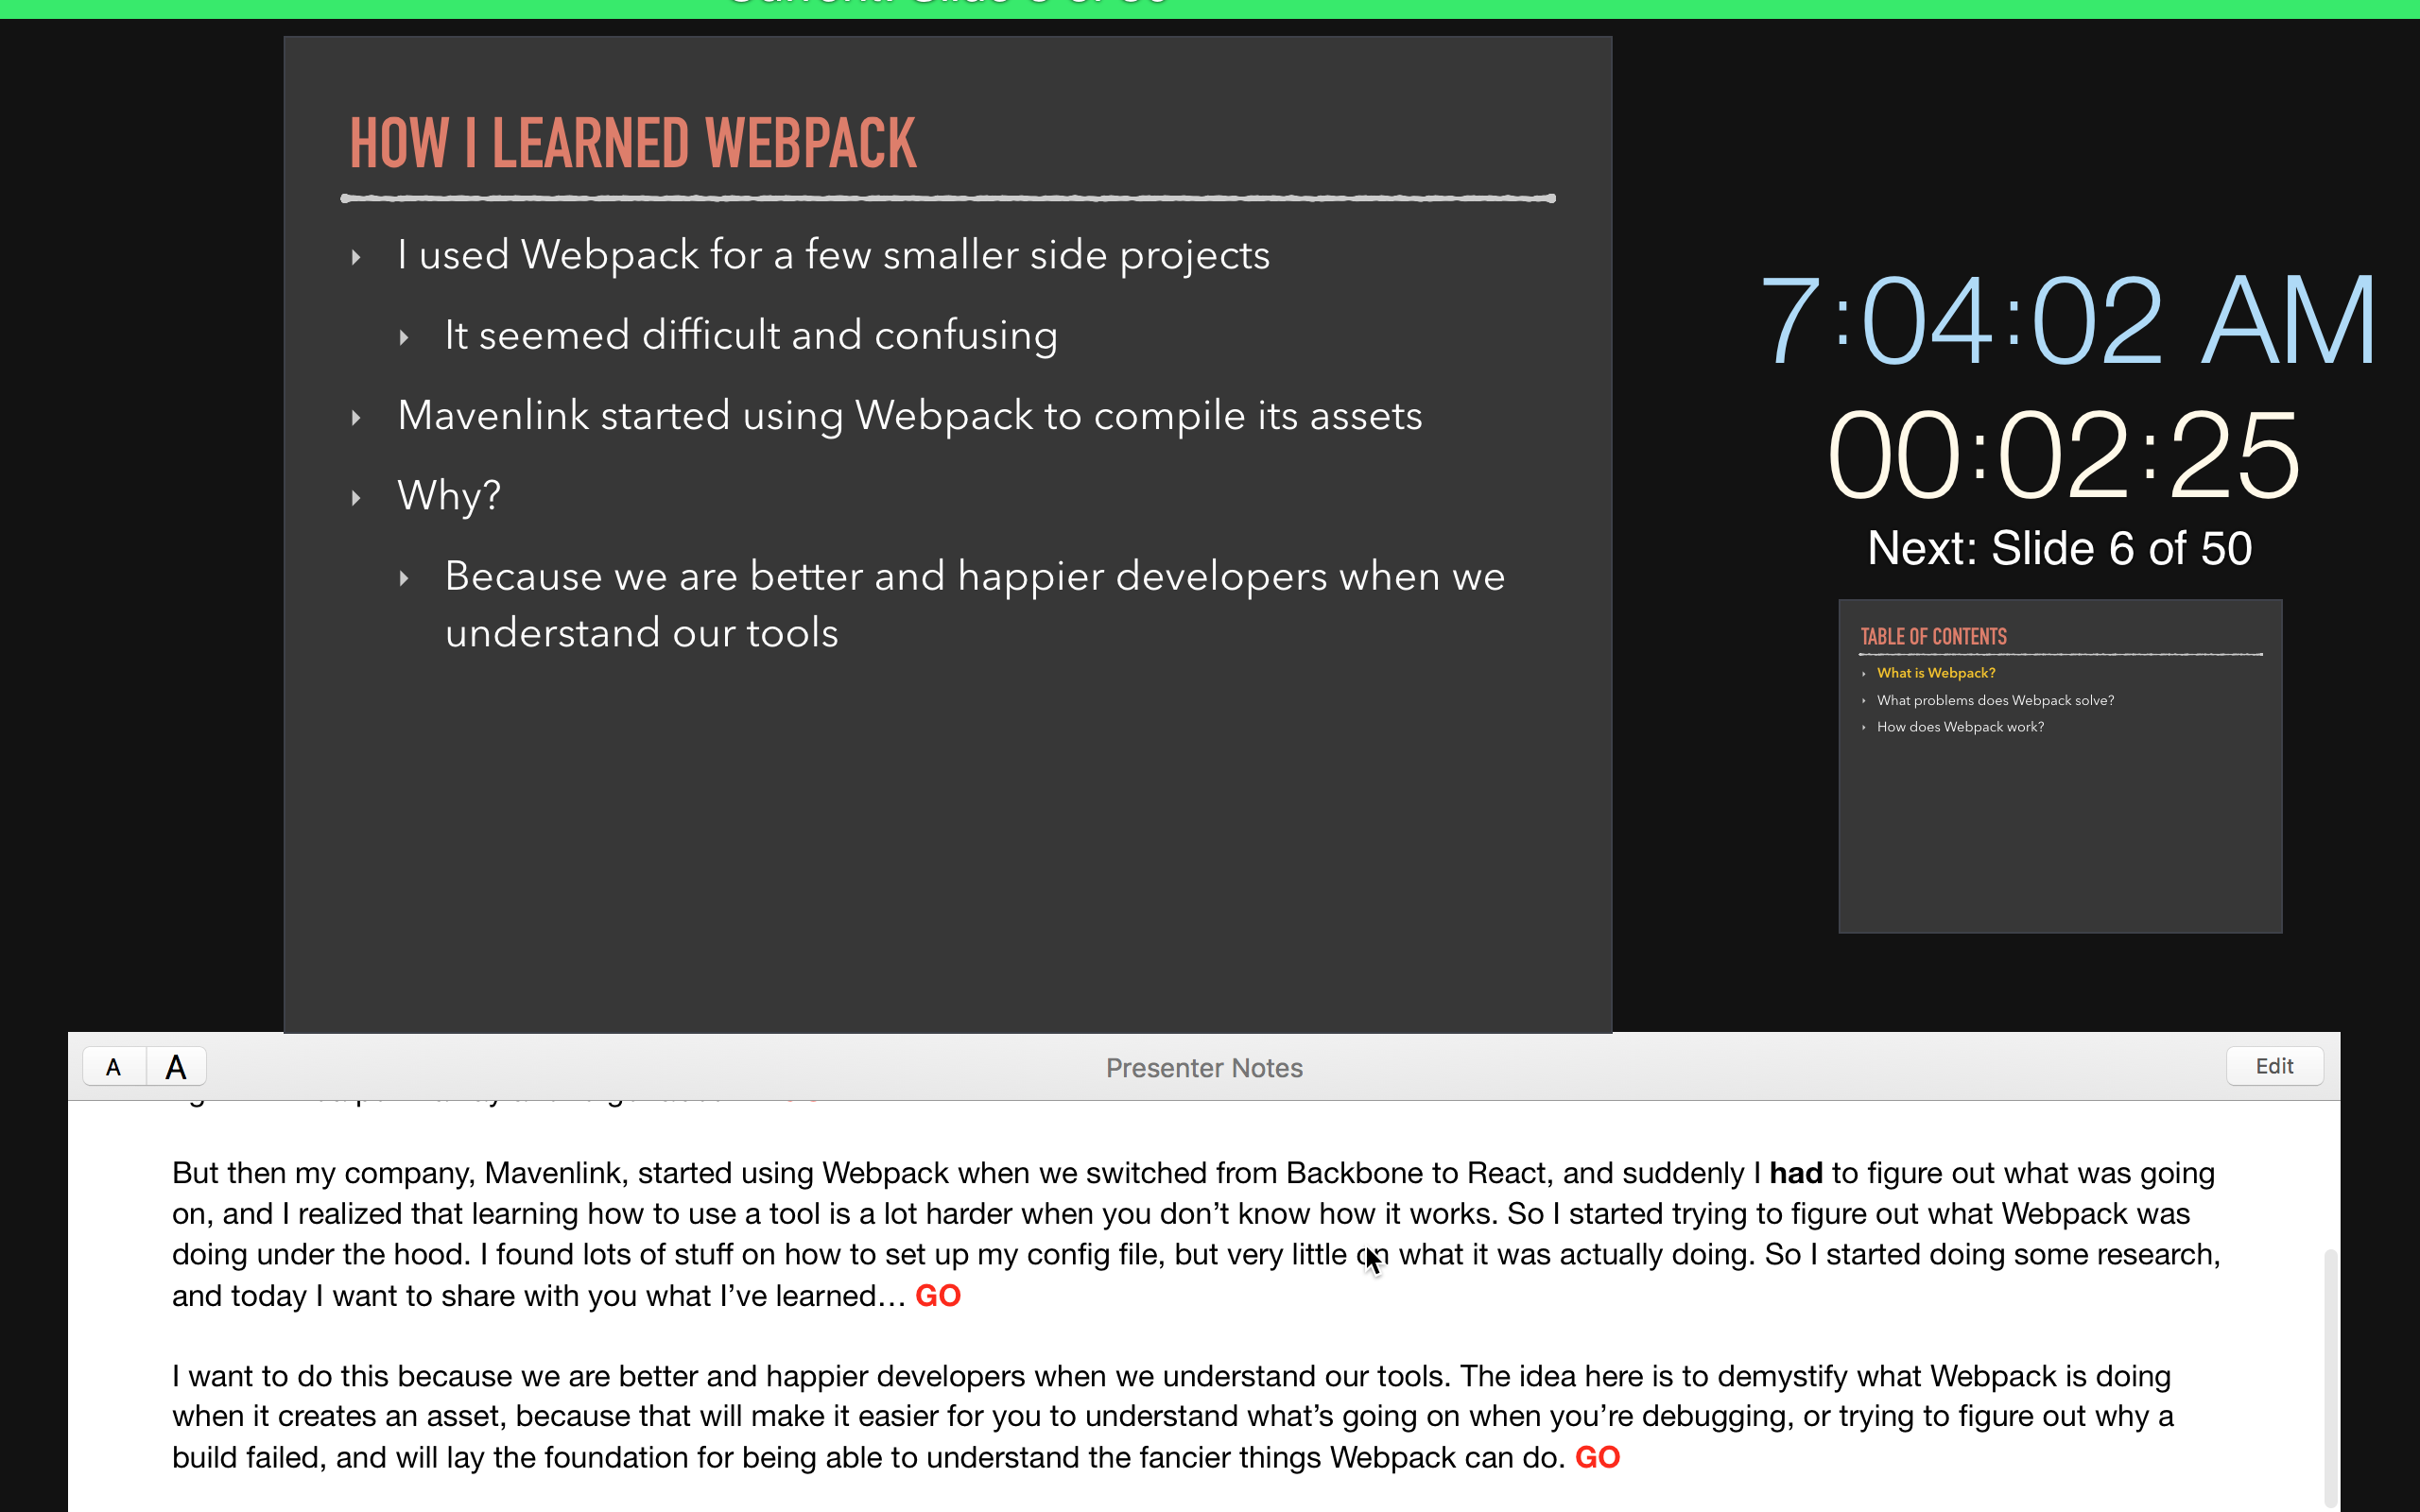 HOW I LEARNED WEBPACK
I used Webpack for a few smaller side projects
It seemed difficult and confusing
Mavenlink started using Webpack to compile its assets
Why?
Because we are better and happier developers when we
understand our tools
7:04:02 AM
00:02:25
Next: Slide 6 of 50
TABLE OF CONTENTS
What is Webpack?
What problems does Webpack solve?
How does Webpack work?
A A
Presenter Notes
Edit
But then my company, Mavenlink, started using Webpack when we switched from Backbone to React, and suddenly I had to figure out what was going
on, and I realized that learning how to use a tool is a lot harder when you don’t know how it works. So I started trying to figure out what Webpack was
doing under the hood. I found lots of stuff on how to set up my config file, but very little on what it was actually doing. So I started doing some research,
and today I want to share with you what I’ve learned… GO
I want to do this because we are better and happier developers when we understand our tools. The idea here is to demystify what Webpack is doing
when it creates an asset, because that will make it easier for you to understand what’s going on when you’re debugging, or trying to figure out why a
build failed, and will lay the foundation for being able to understand the fancier things Webpack can do. GO